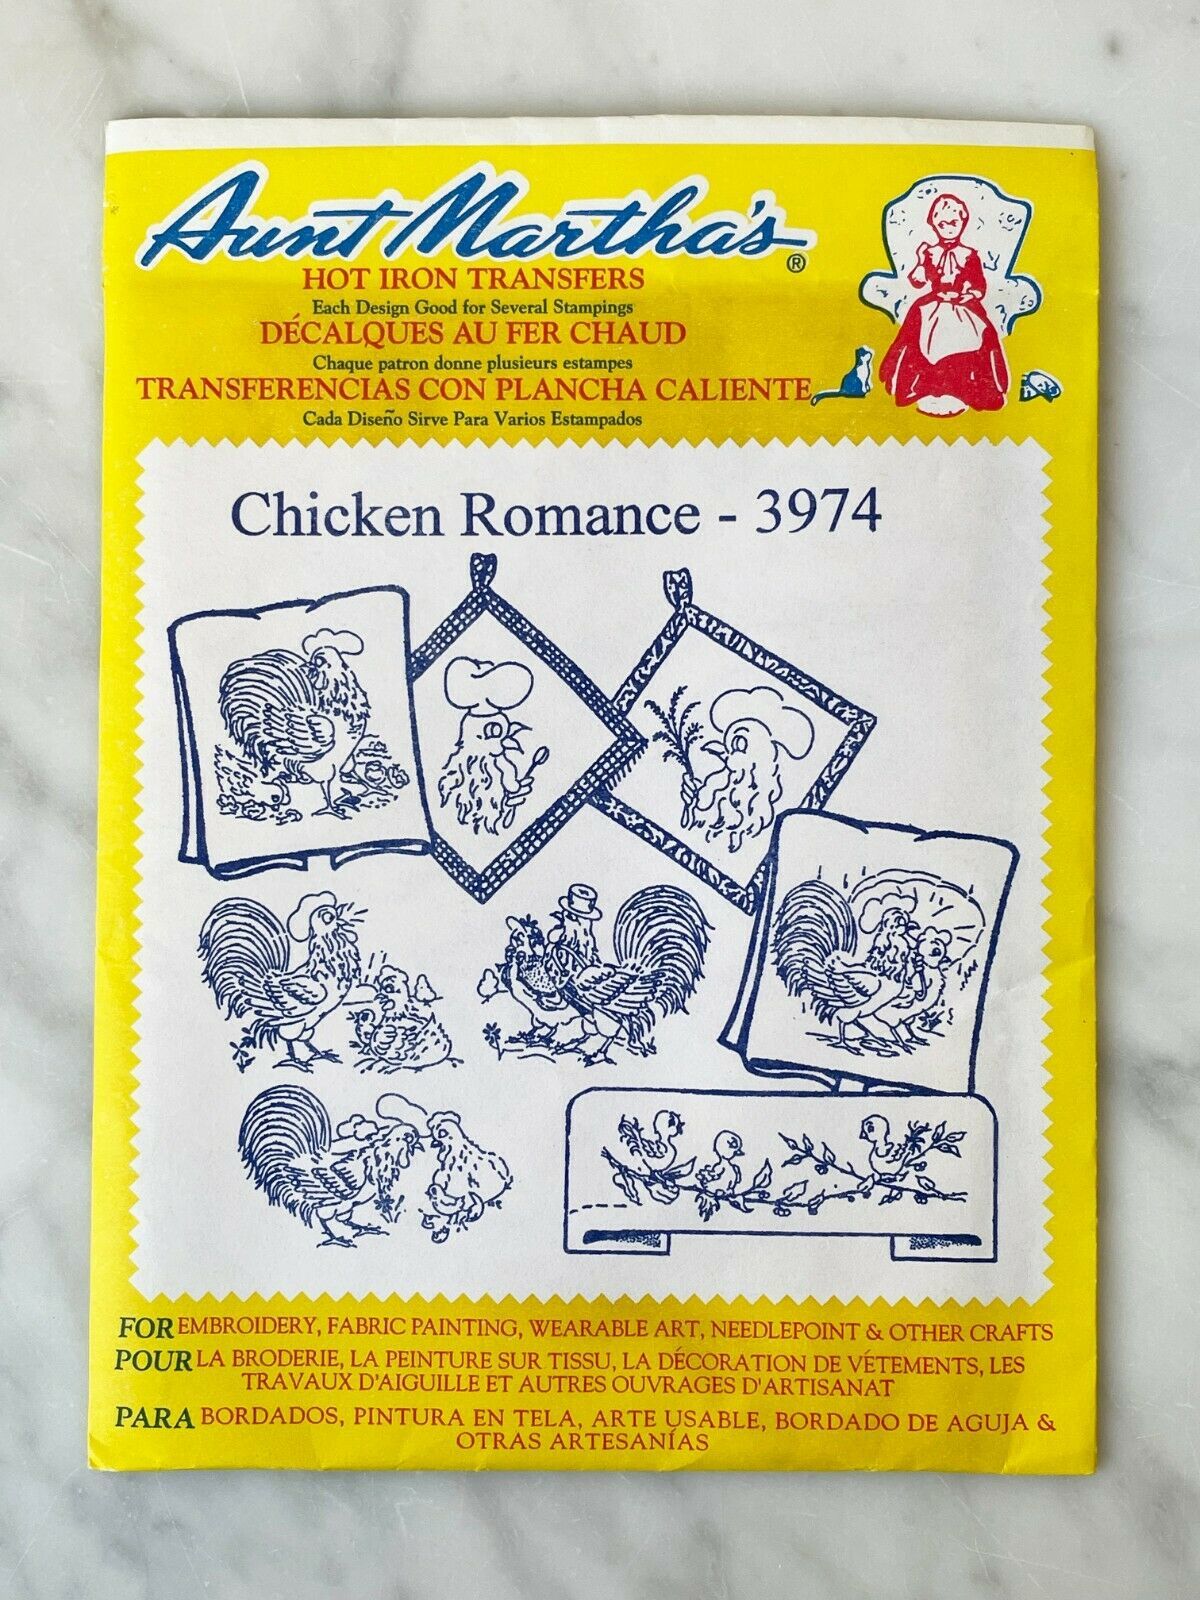 Aunt Martha's®
HOT IRON TRANSFERS
Each Design Good for Several Stampings
DÉCALQUES AU FER CHAUD
Chaque patron donne plusieurs estampes
TRANSFERENCIAS CON PLANCHA CALIENTE
Cada Diseño Sirve Para Varios Estampados
Chicken Romance - 3974
FOR EMBROIDERY, FABRIC PAINTING, WEARABLE ART, NEEDLEPOINT & OTHER CRAFTS
POUR LA BRODERIE, LA PEINTURE SUR TISSU, LA DÉCORATION DE VÉTEMENTS, LES
TRAVAUX D'AIGUILLE ET AUTRES OUVRAGES D'ARTISANAT
PARA BORDADOS, PINTURA EN TELA, ARTE USABLE, BORDADO DE AGUJA &
OTRAS ARTESANÍAS